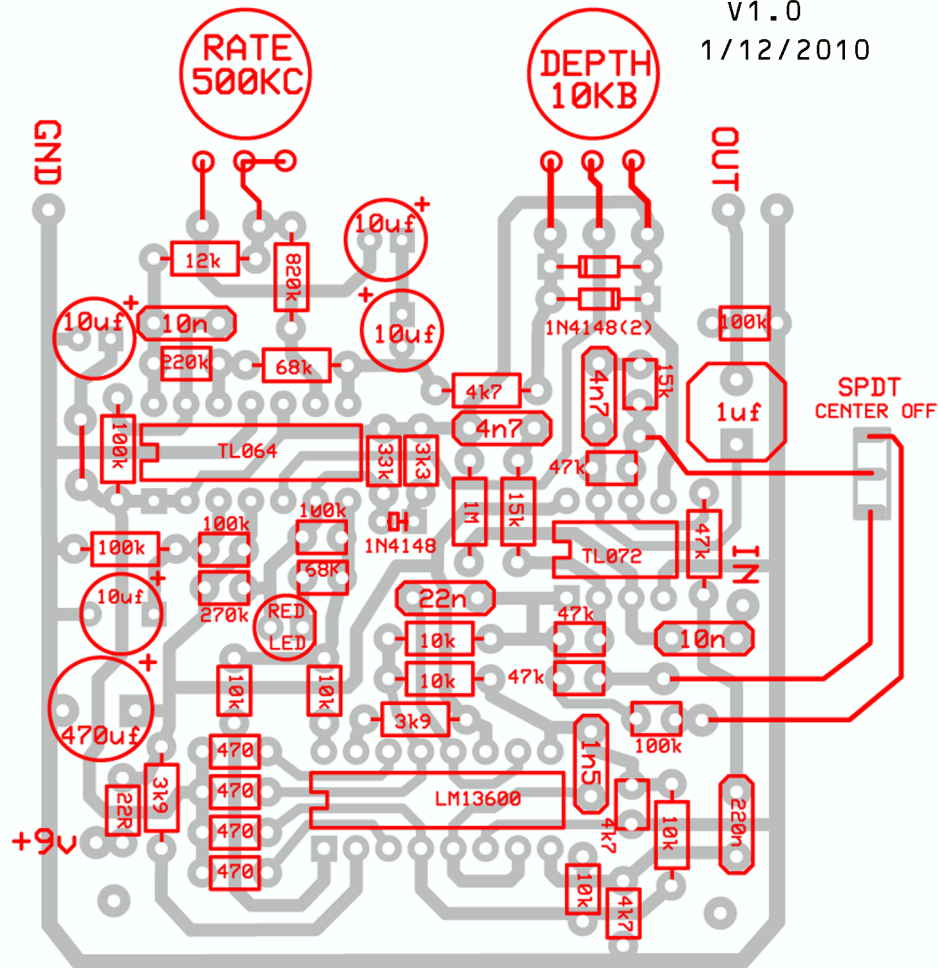 v1.0
1/12/2010
RATE
500KC
DEPTH
10KB
GND
OUT
10uf
+
12k
820k
+
10uf
10uf
+
10n
1N4148(2)
100k
220k
68k
4k7
4n7
15k
1uf
SPDT
CENTER OFF
100k
TL064
33k
3k3
4n7
47k
1M
15k
100k
100k
1N4148
TL072
47k
IN
100k
68K
10uf
+
270k
RED
LED
22n
47k
10k
10n
10k
47k
+
470uf
10k
10k
3k9
100k
470
1n5
470
LM13600
3k9
22R
4k7
10k
220n
+9v
470
470
10k
4k7